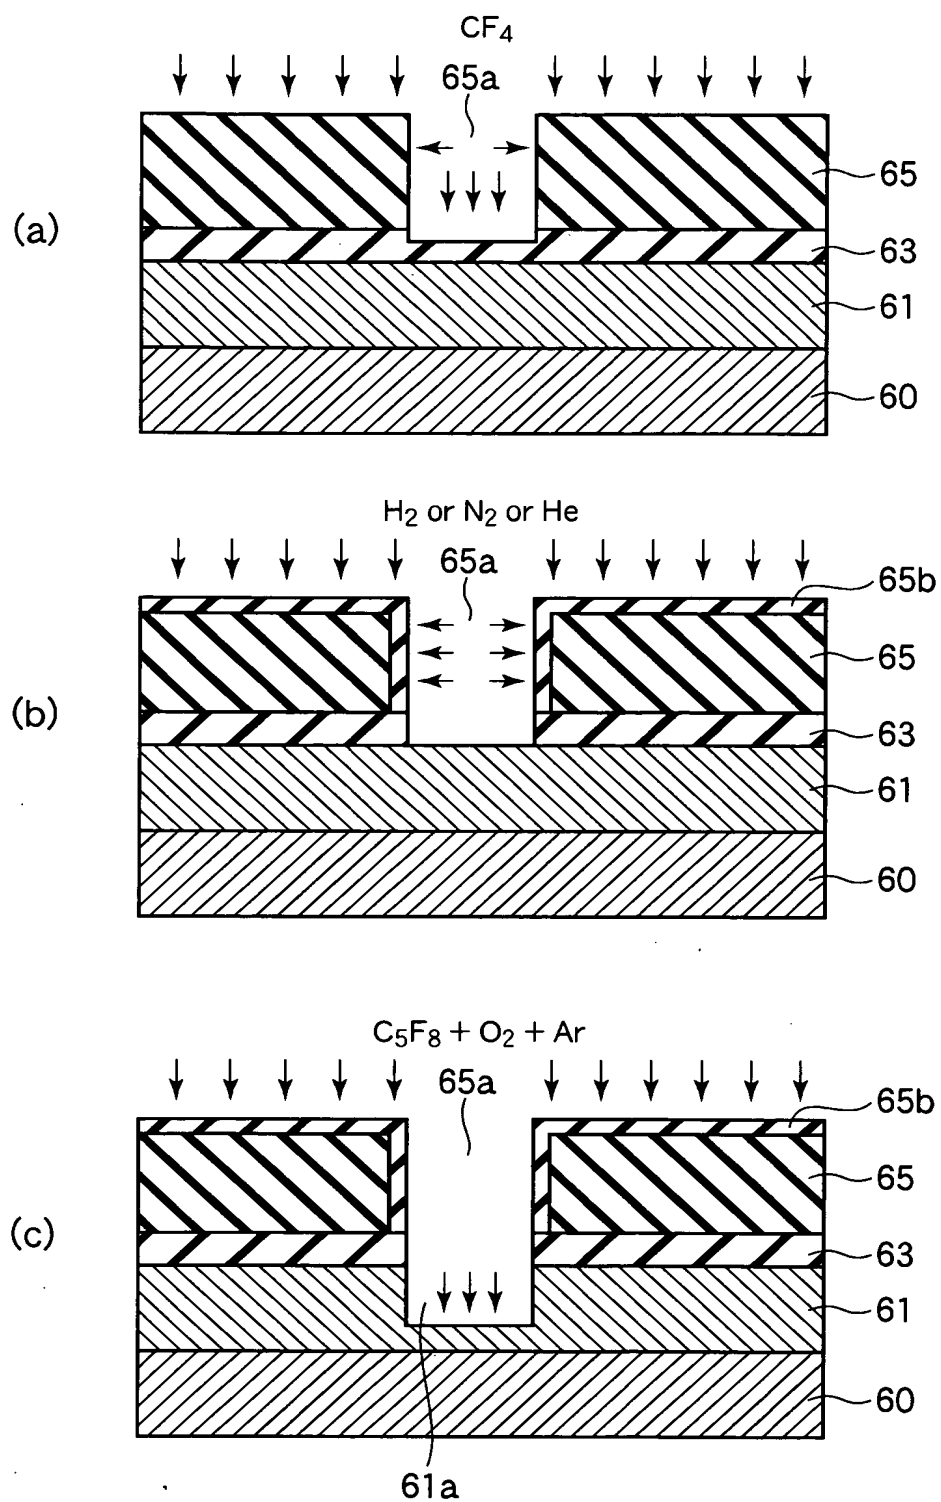 CF₄
65a
65
(a)
63
61
60
H₂ or N₂ or He
65a
65b
65
(b)
63
61
60
C₅F₈ + O₂ + Ar
65a
65b
65
(c)
63
61
60
61a